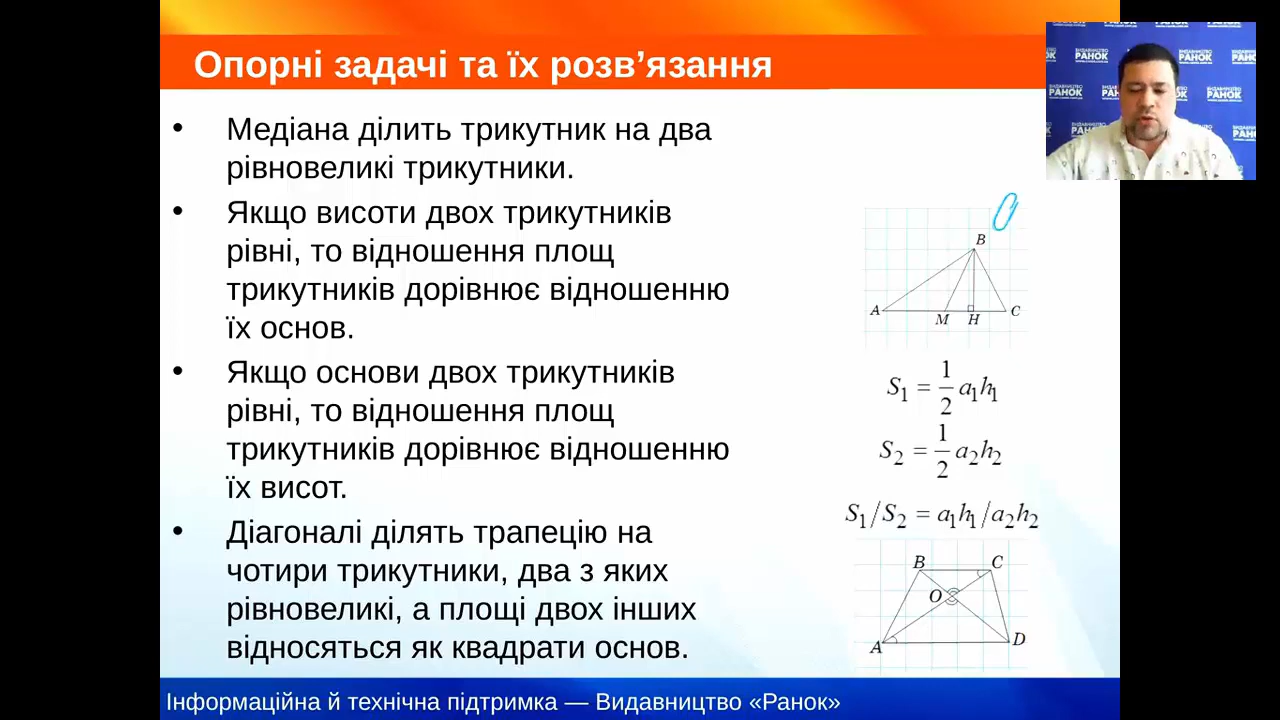 Опорні задачі та їх розв’язання
• Медіана ділить трикутник на два
рівновеликі трикутники.
• Якщо висоти двох трикутників
рівні, то відношення площ
трикутників дорівнює відношенню
їх основ.
• Якщо основи двох трикутників
рівні, то відношення площ
трикутників дорівнює відношенню
їх висот.
• Діагоналі ділять трапецію на
чотири трикутники, два з яких
рівновеликі, а площі двох інших
відносяться як квадрати основ.
B
A M H C
S₁ = 1/2 a₁h₁
S₂ = 1/2 a₂h₂
S₁/S₂ = a₁h₁/a₂h₂
B C
O
A D
Інформаційна й технічна підтримка — Видавництво «Ранок»
ВИДАВНИЦТВО
РАНОК